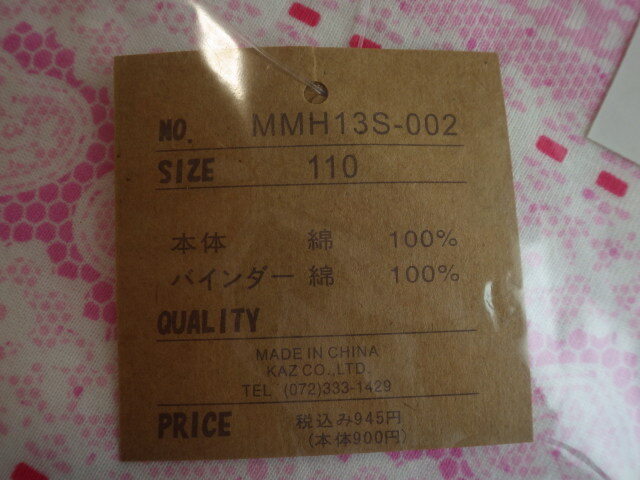 NO. MMH13S-002
SIZE 110
本体 綿 100%
バインダー 綿 100%
QUALITY
MADE IN CHINA
KAZ CO.,LTD.
TEL (072)333-1429
PRICE 税込み945円
(本体900円)